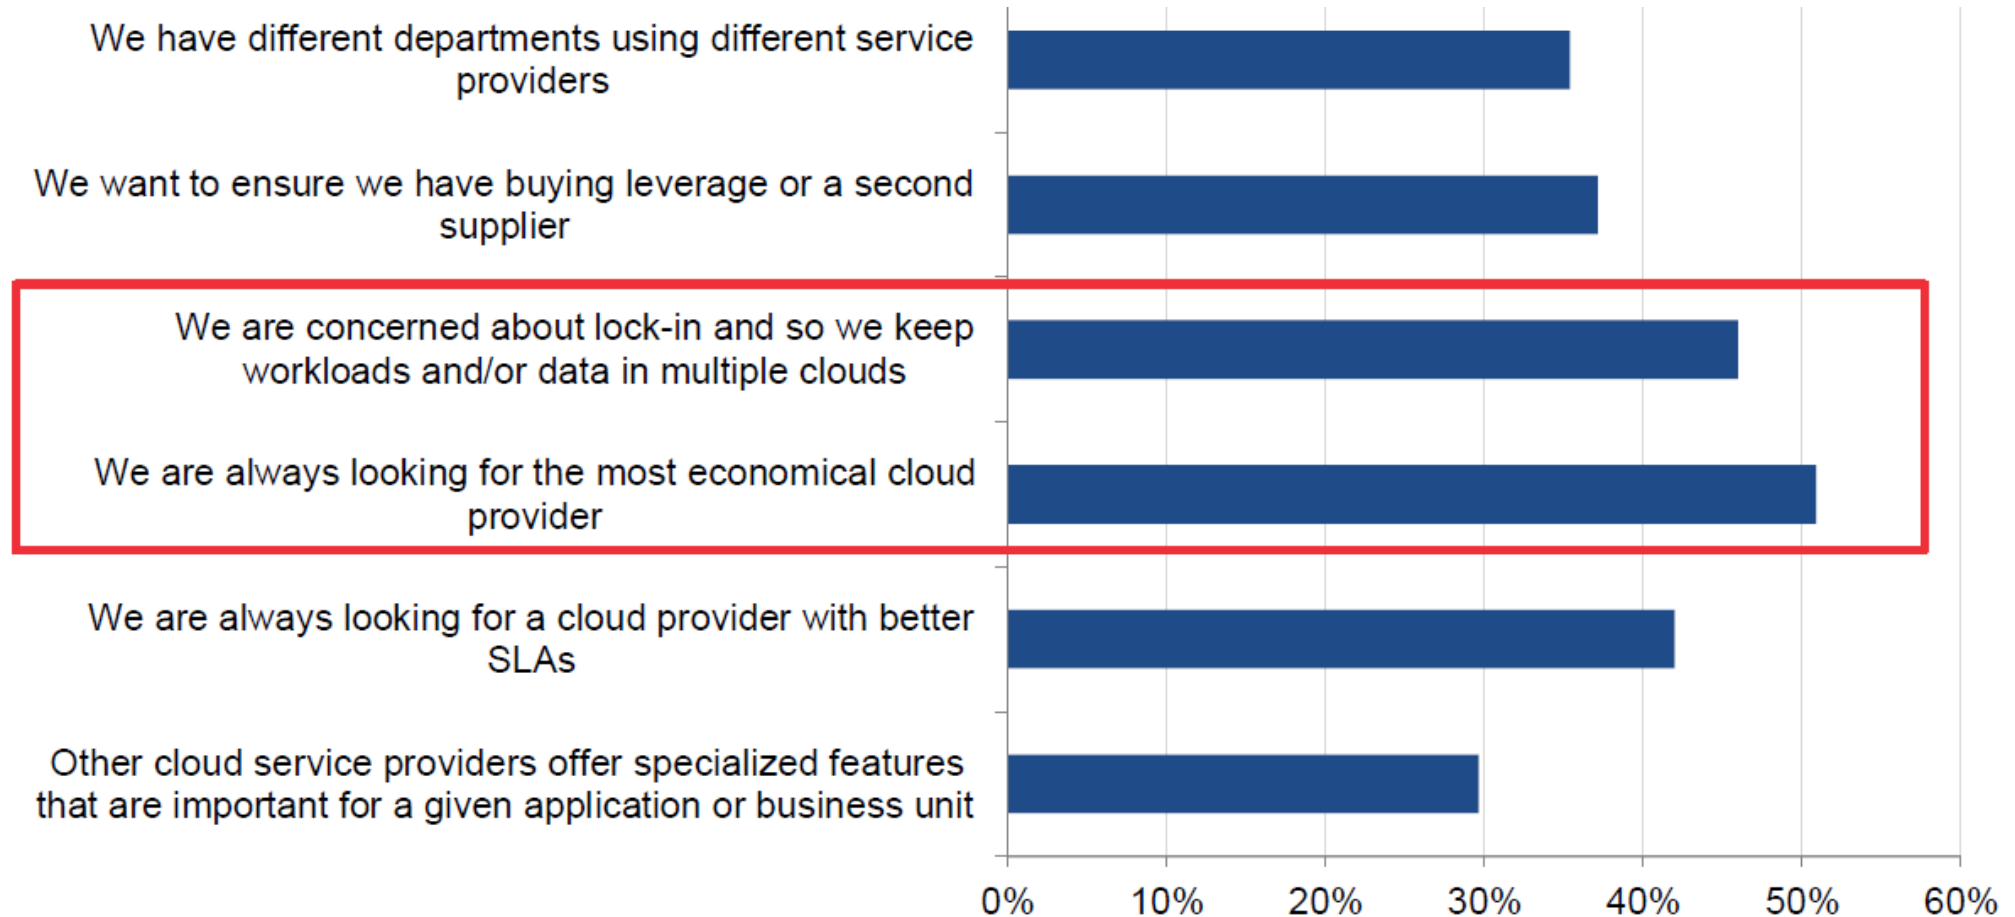 We have different departments using different service
providers
We want to ensure we have buying leverage or a second
supplier
We are concerned about lock-in and so we keep
workloads and/or data in multiple clouds
We are always looking for the most economical cloud
provider
We are always looking for a cloud provider with better
SLAs
Other cloud service providers offer specialized features
that are important for a given application or business unit
0% 10% 20% 30% 40% 50% 60%